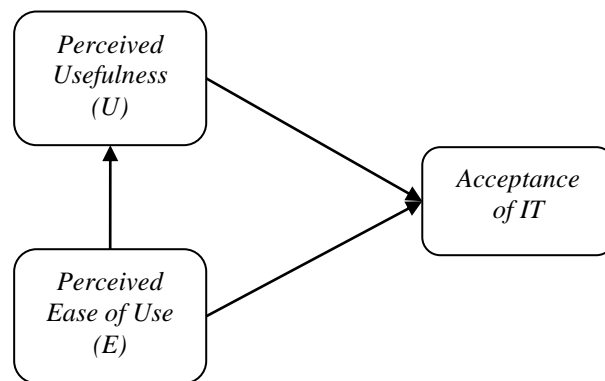 Perceived
Usefulness
(U)
Acceptance
of IT
Perceived
Ease of Use
(E)